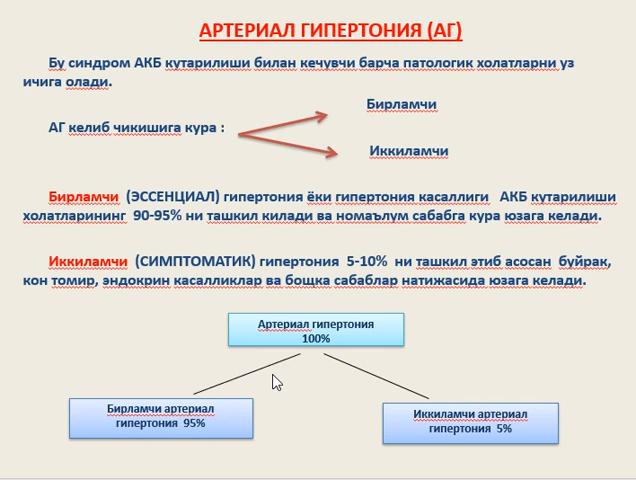 АРТЕРИАЛ ГИПЕРТОНИЯ (АГ)
Бу синдром АКБ кутарилиши билан кечувчи барча патологик холатларни уз
ичига олади.
Бирламчи
АГ келиб чикишига кура :
Иккиламчи
Бирламчи (ЭССЕНЦИАЛ) гипертония ёки гипертония касаллиги АКБ кутарилиши
холатларининг 90-95% ни ташкил килади ва номаълум сабабга кура юзага келади.
Иккиламчи (СИМПТОМАТИК) гипертония 5-10% ни ташкил этиб асосан буйрак,
кон томир, эндокрин касалликлар ва бощка сабаблар натижасида юзага келади.
Артериал гипертония
100%
Бирламчи артериал
гипертония 95%
Иккиламчи артериал
гипертония 5%